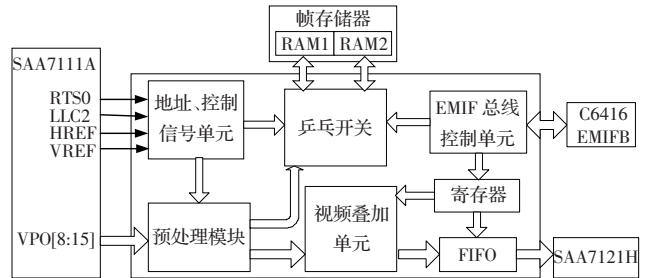 帧存储器
RAM1 RAM2
SAA7111A
RTS0
LLC2
HREF
VREF
VPO[8:15]
地址、控制
信号单元
乒乓开关
EMIF 总线
控制单元
C6416
EMIFB
寄存器
预处理模块
视频叠加
单元
FIFO
SAA7121H